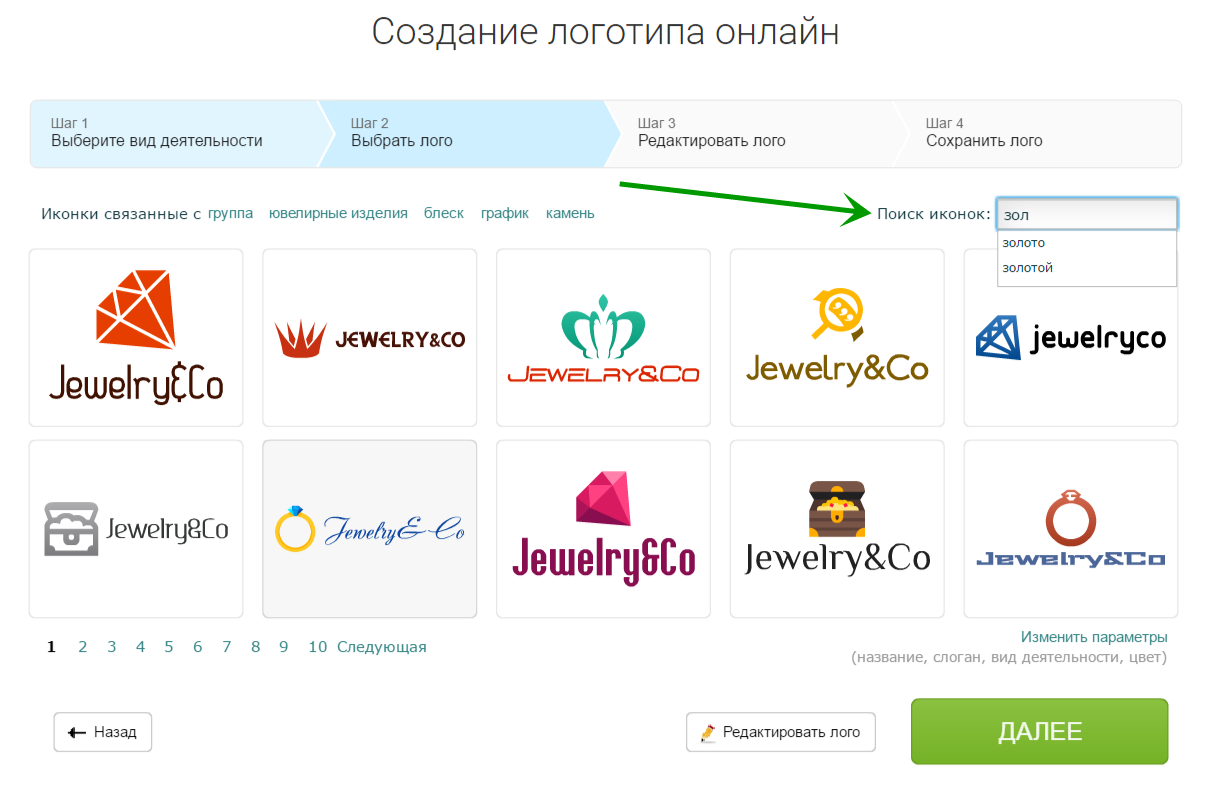 Создание логотипа онлайн
Шаг 1
Выберите вид деятельности
Шаг 2
Выбрать лого
Шаг 3
Редактировать лого
Шаг 4
Сохранить лого
Иконки связанные с группа ювелирные изделия блеск график камень
Поиск иконок: зол
золото
золотой
Jewelry&Co
Jewelry&Co
Jewelry&Co
Jewelry&Co
jewelryco
Jewelry&Co
Jewelry&Co
Jewelry&Co
Jewelry&Co
Jewelry&Co
1 2 3 4 5 6 7 8 9 10 Следующая
Изменить параметры
(название, слоган, вид деятельности, цвет)
Назад
Редактировать лого
ДАЛЕЕ